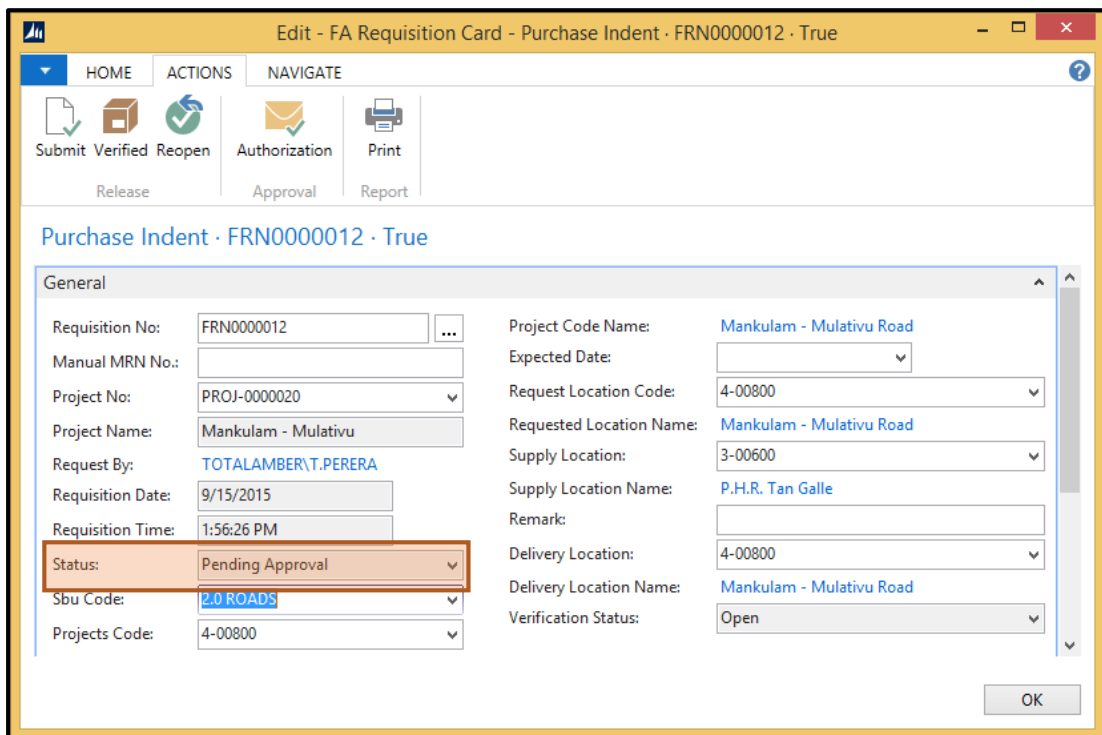 Edit - FA Requisition Card - Purchase Indent · FRN0000012 · True
HOME ACTIONS NAVIGATE
Submit Verified Reopen Authorization Print
Release Approval Report
Purchase Indent · FRN0000012 · True
General
Requisition No: FRN0000012 ...
Manual MRN No.:
Project No: PROJ-0000020
Project Name: Mankulam - Mulativu
Request By: TOTALAMBER\T.PERERA
Requisition Date: 9/15/2015
Requisition Time: 1:56:26 PM
Status: Pending Approval
Sbu Code: 2.0 ROADS
Projects Code: 4-00800
Project Code Name: Mankulam - Mulativu Road
Expected Date:
Request Location Code: 4-00800
Requested Location Name: Mankulam - Mulativu Road
Supply Location: 3-00600
Supply Location Name: P.H.R. Tan Galle
Remark:
Delivery Location: 4-00800
Delivery Location Name: Mankulam - Mulativu Road
Verification Status: Open
OK